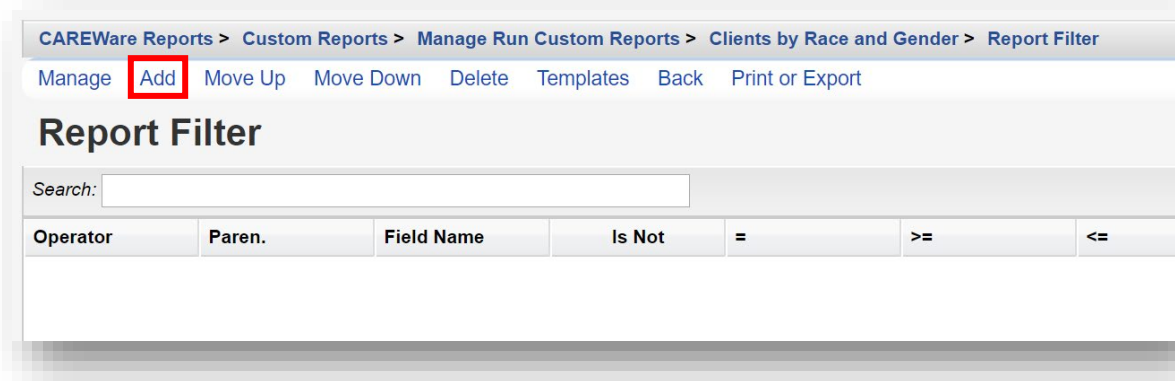 CAREWare Reports > Custom Reports > Manage Run Custom Reports > Clients by Race and Gender > Report Filter
Manage Add Move Up Move Down Delete Templates Back Print or Export
Report Filter
Search:
Operator Paren. Field Name Is Not = >= <=